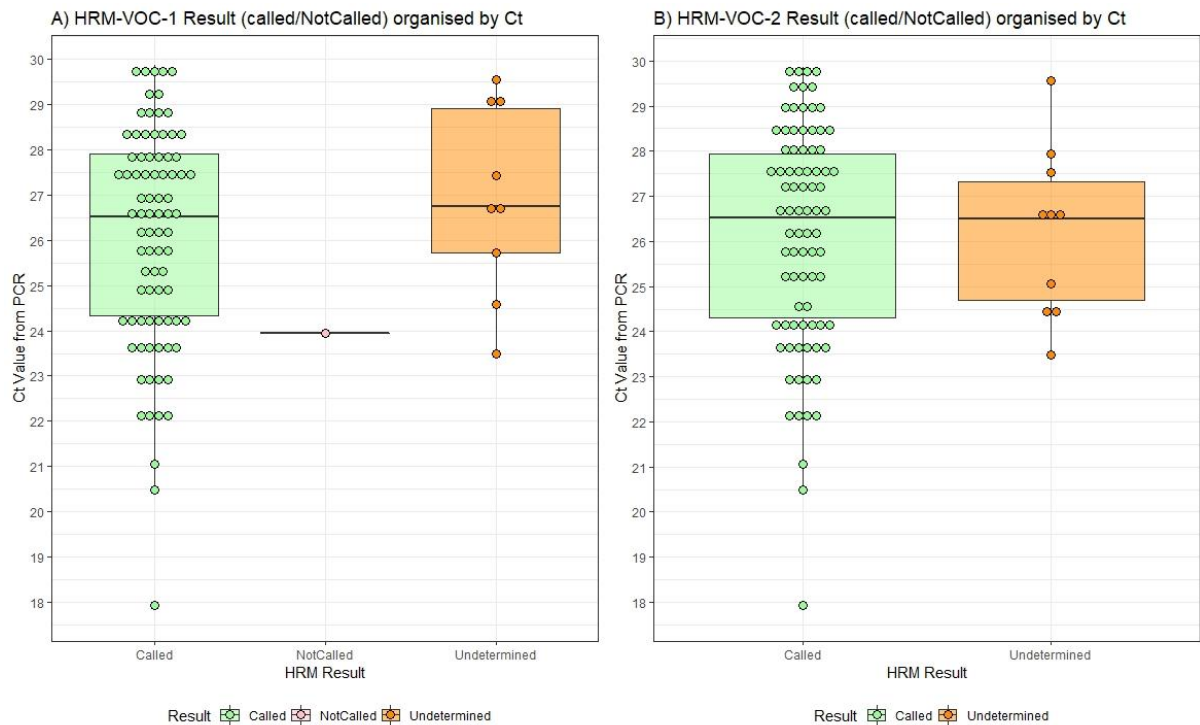 A) HRM-VOC-1 Result (called/NotCalled) organised by Ct
30
29
28
27
26
25
24
23
22
21
20
19
18
Ct Value from PCR
Called NotCalled Undetermined
HRM Result
Result Called NotCalled Undetermined
B) HRM-VOC-2 Result (called/NotCalled) organised by Ct
30
29
28
27
26
25
24
23
22
21
20
19
18
Ct Value from PCR
Called Undetermined
HRM Result
Result Called Undetermined